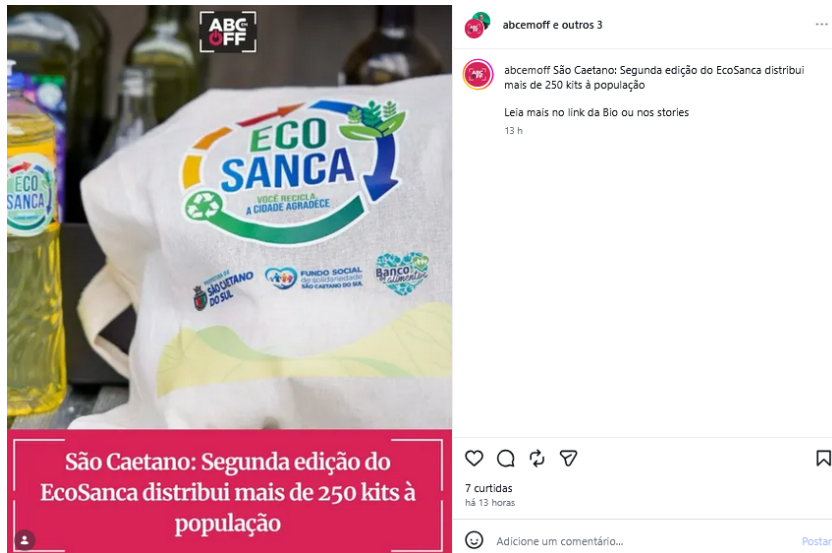 ABC EM
OFF
ECO
SANCA
VOCÊ RECICLA,
A CIDADE AGRADECE
ECO
SANCA
PREFEITURA DE
SÃO CAETANO
DO SUL
FUNDO SOCIAL
de solidariedade
SÃO CAETANO DO SUL
Banco de
alimentos
São Caetano: Segunda edição do
EcoSanca distribui mais de 250 kits à
população
abcemoff e outros 3
abcemoff São Caetano: Segunda edição do EcoSanca distribui
mais de 250 kits à população
Leia mais no link da Bio ou nos stories
13 h
7 curtidas
há 13 horas
Adicione um comentário...
Postar